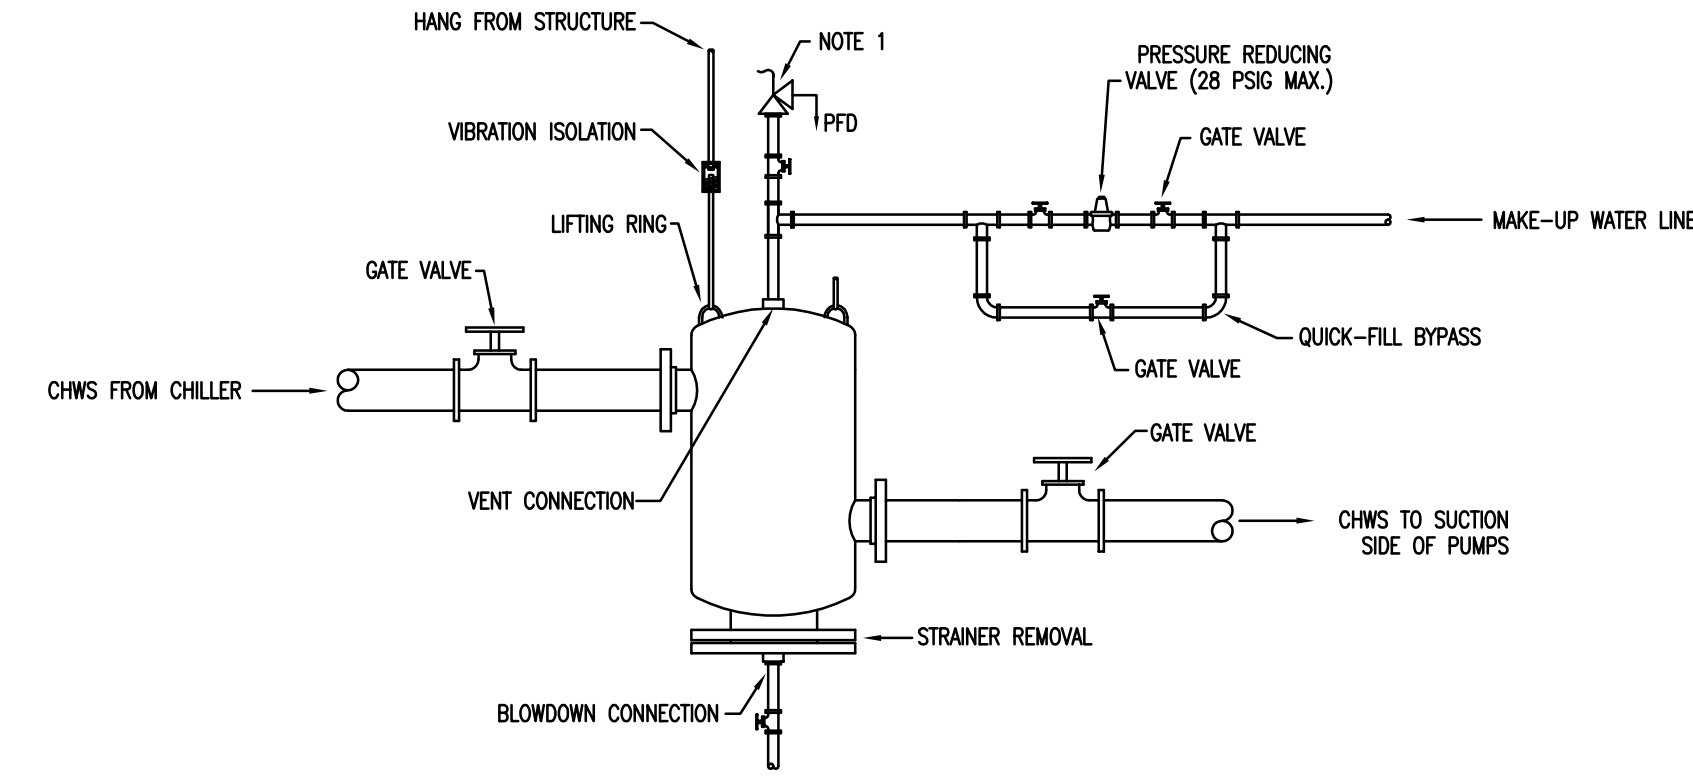 HANG FROM STRUCTURE
NOTE 1
PRESSURE REDUCING
VALVE (28 PSIG MAX.)
PFD
VIBRATION ISOLATION
GATE VALVE
LIFTING RING
MAKE-UP WATER LINE
GATE VALVE
QUICK-FILL BYPASS
GATE VALVE
CHWS FROM CHILLER
GATE VALVE
VENT CONNECTION
CHWS TO SUCTION
SIDE OF PUMPS
STRAINER REMOVAL
BLOWDOWN CONNECTION